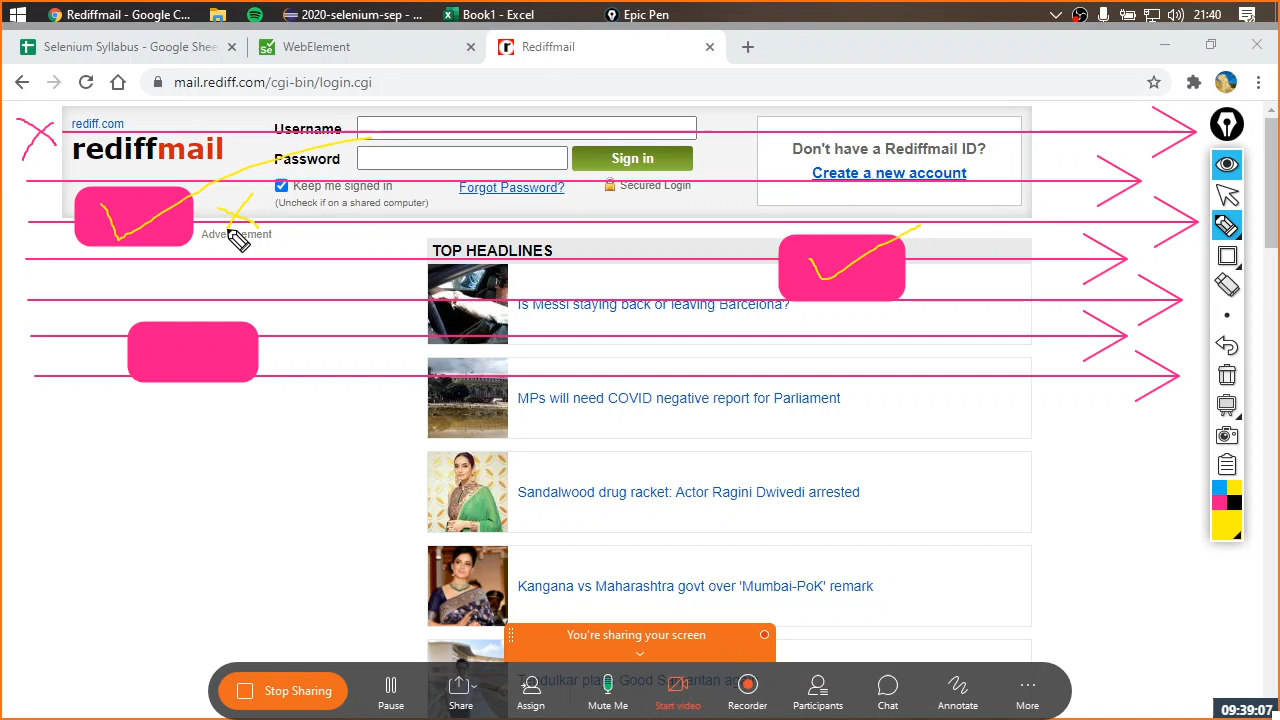 Rediffmail - Google C...
2020-selenium-sep - ...
Book1 - Excel
Epic Pen
21:40
Selenium Syllabus - Google Shee
WebElement
Rediffmail
mail.rediff.com/cgi-bin/login.cgi
rediff.com
rediffmail
Username
Password
Sign in
Keep me signed in
Forgot Password?
Secured Login
(Uncheck if on a shared computer)
Don't have a Rediffmail ID?
Create a new account
TOP HEADLINES
Is Messi staying back or leaving Barcelona?
MPs will need COVID negative report for Parliament
Sandalwood drug racket: Actor Ragini Dwivedi arrested
Kangana vs Maharashtra govt over 'Mumbai-PoK' remark
You're sharing your screen
Good
Stop Sharing
Pause
Share
Assign
Mute Me
Start video
Recorder
Participants
Chat
Annotate
More
09:39:07